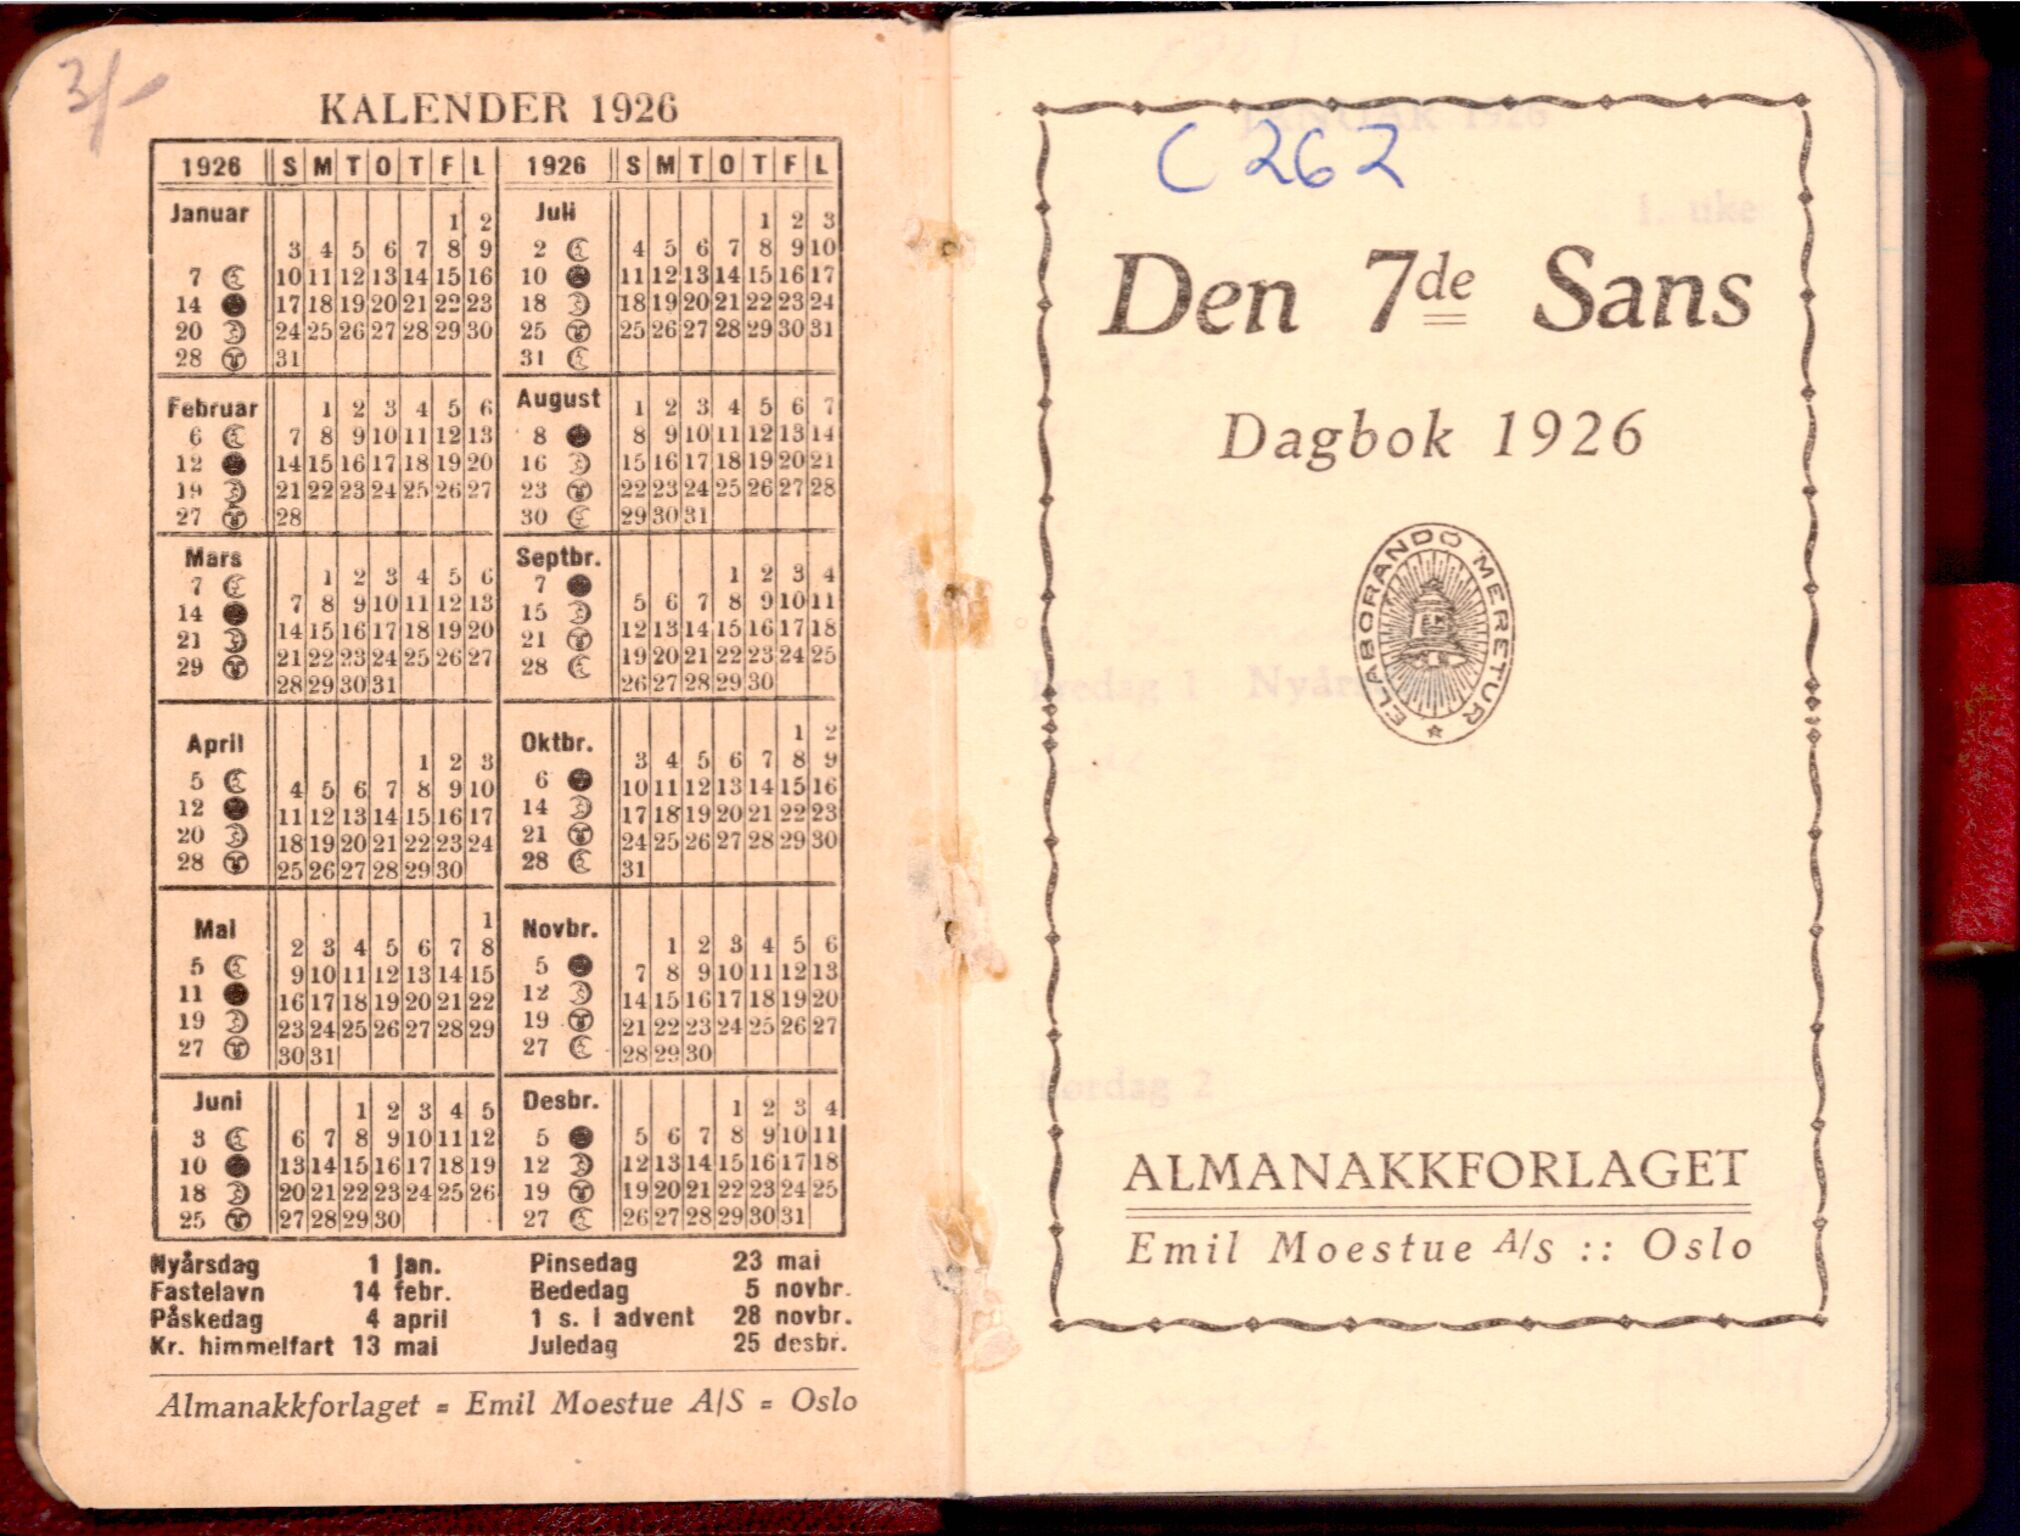 3/-
KALENDER 1926
1926 S M T O T F L
Januar 1 2
3 4 5 6 7 8 9
7 10 11 12 13 14 15 16
14 17 18 19 20 21 22 23
20 24 25 26 27 28 29 30
28 31
Februar 1 2 3 4 5 6
6 7 8 9 10 11 12 13
12 14 15 16 17 18 19 20
19 21 22 23 24 25 26 27
27 28
Mars
7 1 2 3 4 5 6
14 7 8 9 10 11 12 13
21 14 15 16 17 18 19 20
29 21 22 23 24 25 26 27
28 29 30 31
April 1 2 3
5 4 5 6 7 8 9 10
12 11 12 13 14 15 16 17
20 18 19 20 21 22 23 24
28 25 26 27 28 29 30
Mai 1
2 3 4 5 6 7 8
5 9 10 11 12 13 14 15
11 16 17 18 19 20 21 22
19 23 24 25 26 27 28 29
27 30 31
Juni 1 2 3 4 5
3 6 7 8 9 10 11 12
10 13 14 15 16 17 18 19
18 20 21 22 23 24 25 26
25 27 28 29 30
1926 S M T O T F L
Juli 1 2 3
2 4 5 6 7 8 9 10
10 11 12 13 14 15 16 17
18 18 19 20 21 22 23 24
25 25 26 27 28 29 30 31
31
August 1 2 3 4 5 6 7
8 8 9 10 11 12 13 14
16 15 16 17 18 19 20 21
23 22 23 24 25 26 27 28
30 29 30 31
Septbr.
7 1 2 3 4
15 5 6 7 8 9 10 11
21 12 13 14 15 16 17 18
28 19 20 21 22 23 24 25
26 27 28 29 30
Oktbr. 1 2
3 4 5 6 7 8 9
6 10 11 12 13 14 15 16
14 17 18 19 20 21 22 23
21 24 25 26 27 28 29 30
28 31
Novbr. 1 2 3 4 5 6
5 7 8 9 10 11 12 13
12 14 15 16 17 18 19 20
19 21 22 23 24 25 26 27
27 28 29 30
Desbr. 1 2 3 4
5 5 6 7 8 9 10 11
12 12 13 14 15 16 17 18
19 19 20 21 22 23 24 25
27 26 27 28 29 30 31
Nyårsdag 1 jan. Pinsedag 23 mai
Fastelavn 14 febr. Bededag 5 novbr.
Påskedag 4 april 1 s. i advent 28 novbr.
Kr. himmelfart 13 mai Juledag 25 desbr.
Almanakkforlaget = Emil Moestue A/S = Oslo
C 262
Den 7de Sans
Dagbok 1926
ELABORANDO MERETUR
ALMANAKKFORLAGET
Emil Moestue A/S :: Oslo